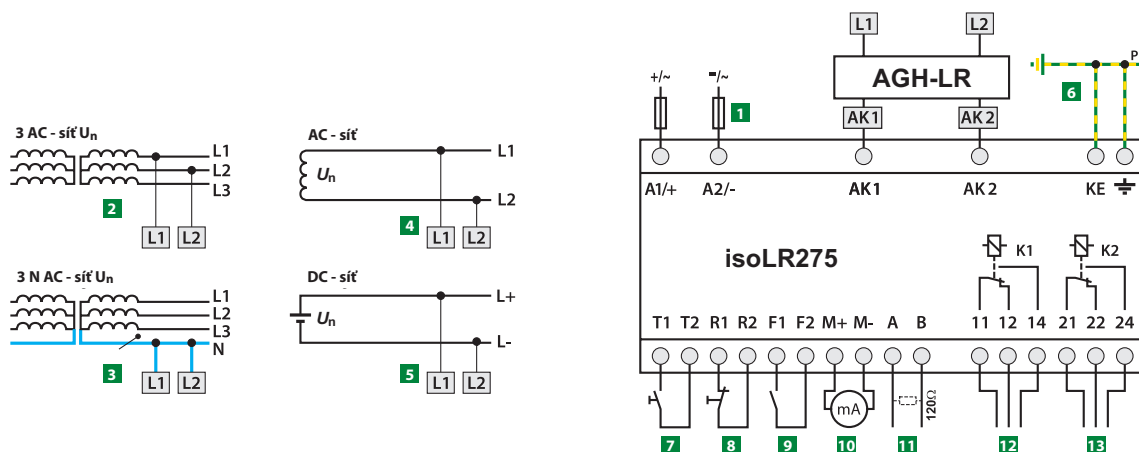 3 AC - síť Un
L1
L2
L3
2
L1 L2
AC - síť
Un
L1
L2
4
L1 L2
3 N AC - síť Un
L1
L2
L3
N
3
L1 L2
DC - síť
Un
L+
L-
5
L1 L2
L1 L2
AGH-LR
+/~ -/~
1
AK1 AK2
6
P
A1/+ A2/- AK1 AK2 KE
isoLR275
K1 K2
T1 T2 R1 R2 F1 F2 M+ M- A B 11 12 14 21 22 24
mA
120Ω
7 8 9 10 11 12 13